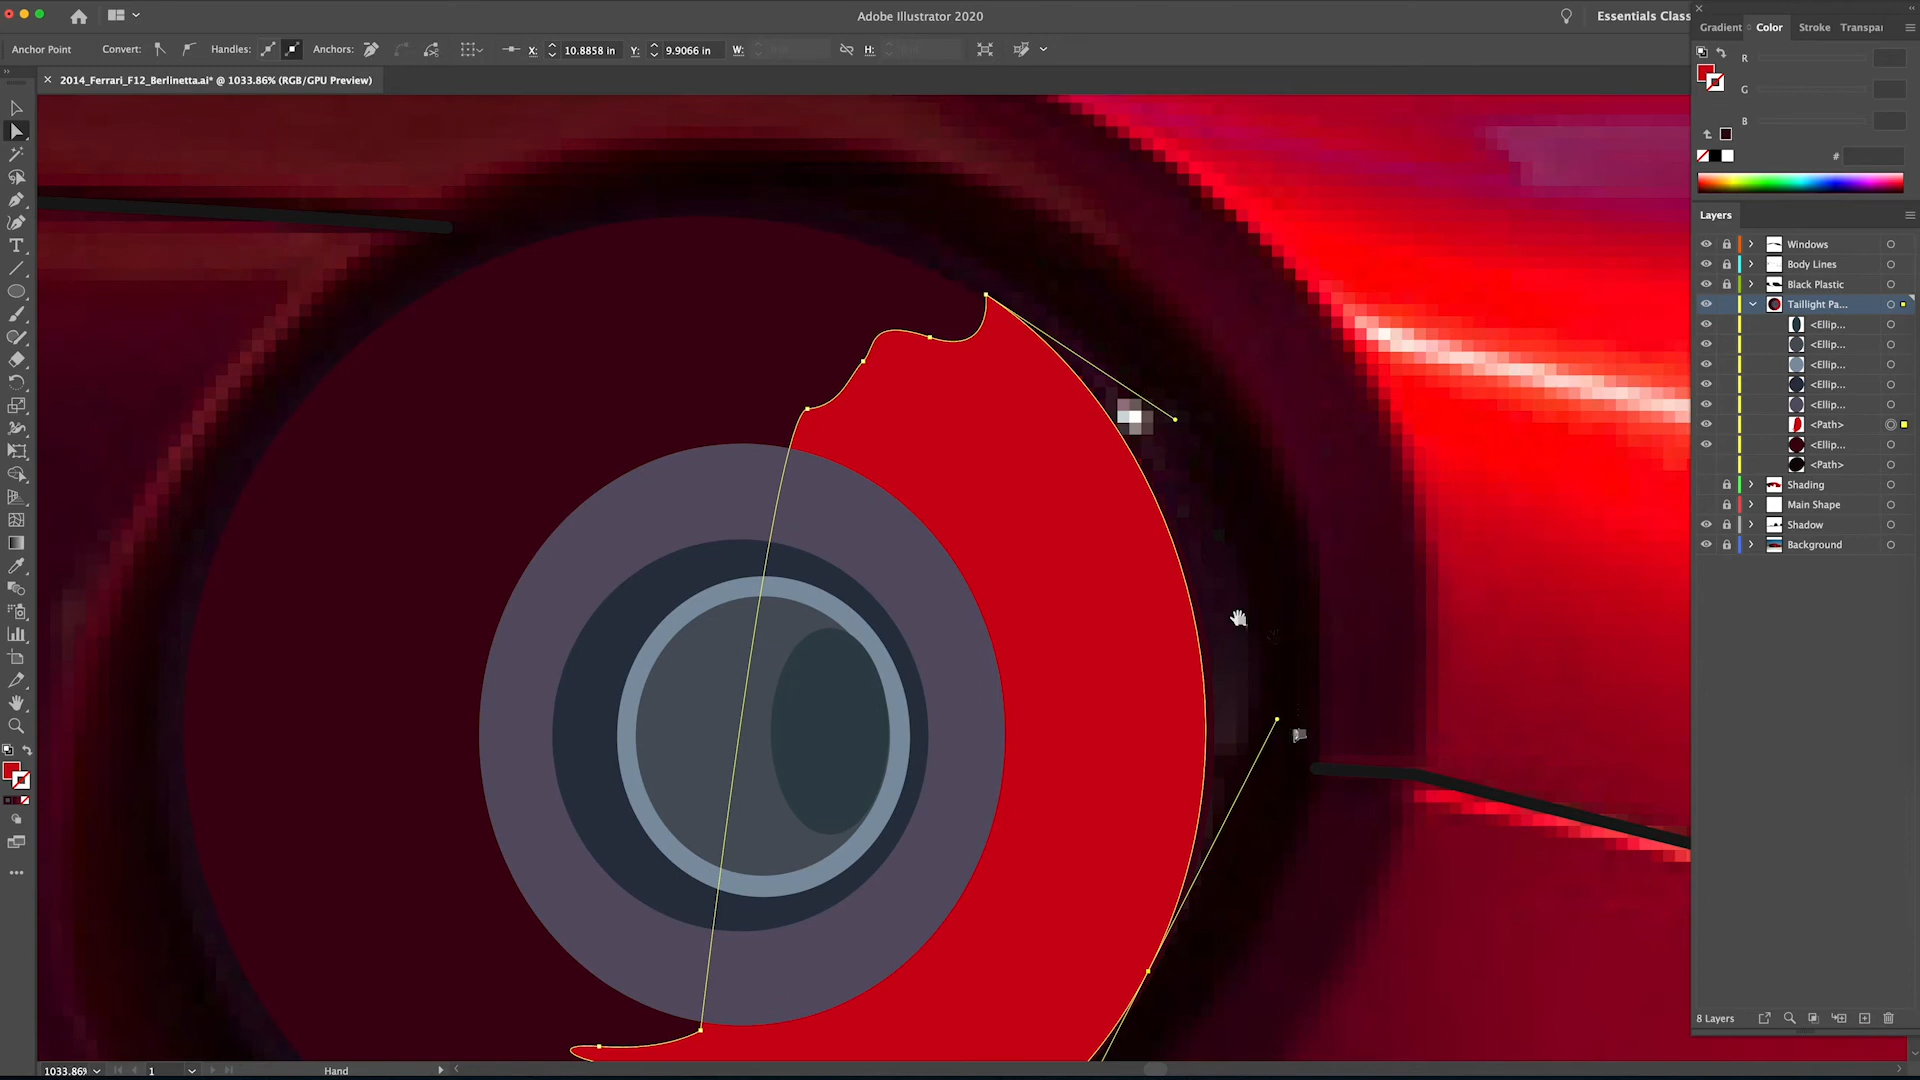 Adobe Illustrator 2020
Essentials Class
Anchor Point
Convert:
Handles:
Anchors:
X:
10.8858 in
Y:
9.9066 in
W:
H:
2014_Ferrari_F12_Berlinetta.ai* @ 1033.86% (RGB/GPU Preview)
Gradient
Color
Stroke
Transpar
R
G
B
#
Layers
Windows
Body Lines
Black Plastic
Taillight Pa...
<Ellip...
<Ellip...
<Ellip...
<Ellip...
<Ellip...
<Path>
<Ellip...
<Path>
Shading
Main Shape
Shadow
Background
8 Layers
1033.86%
1
Hand